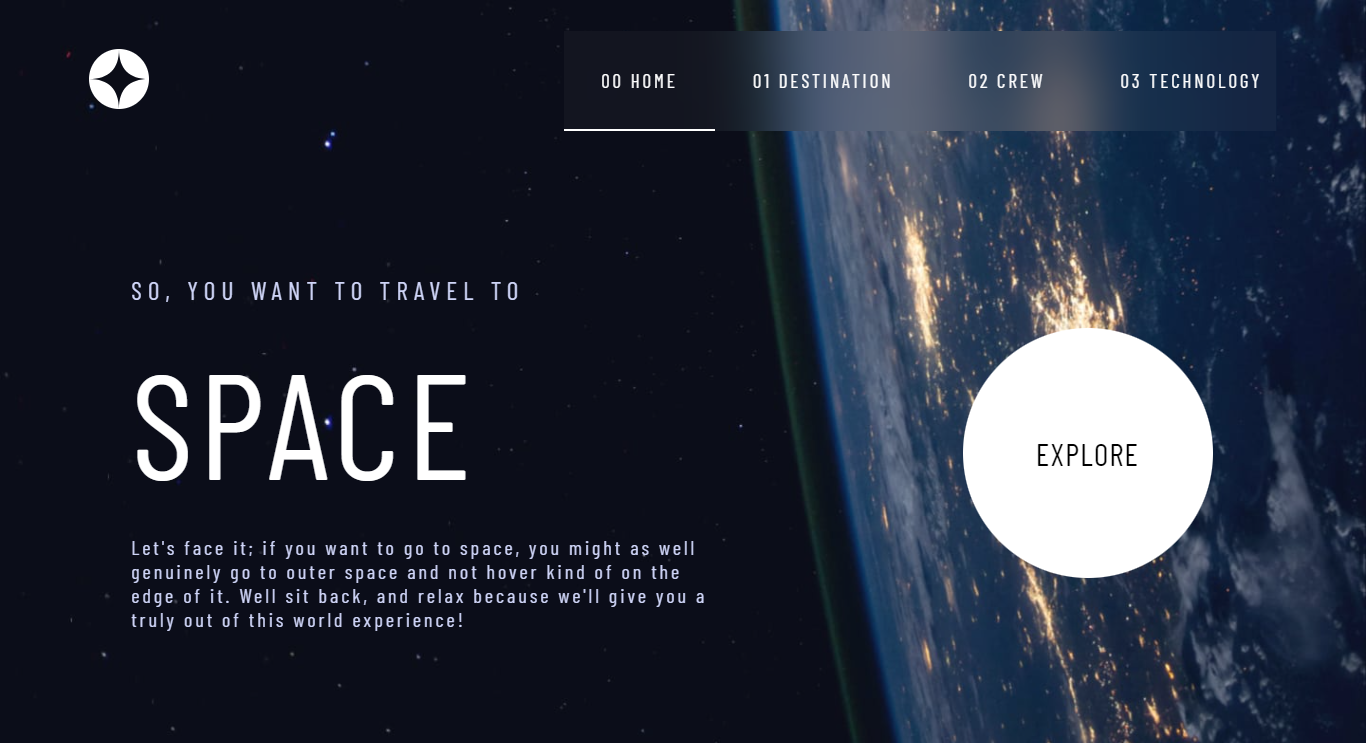 00 HOME 01 DESTINATION 02 CREW 03 TECHNOLOGY
SO, YOU WANT TO TRAVEL TO
SPACE
EXPLORE
Let's face it; if you want to go to space, you might as well
genuinely go to outer space and not hover kind of on the
edge of it. Well sit back, and relax because we'll give you a
truly out of this world experience!